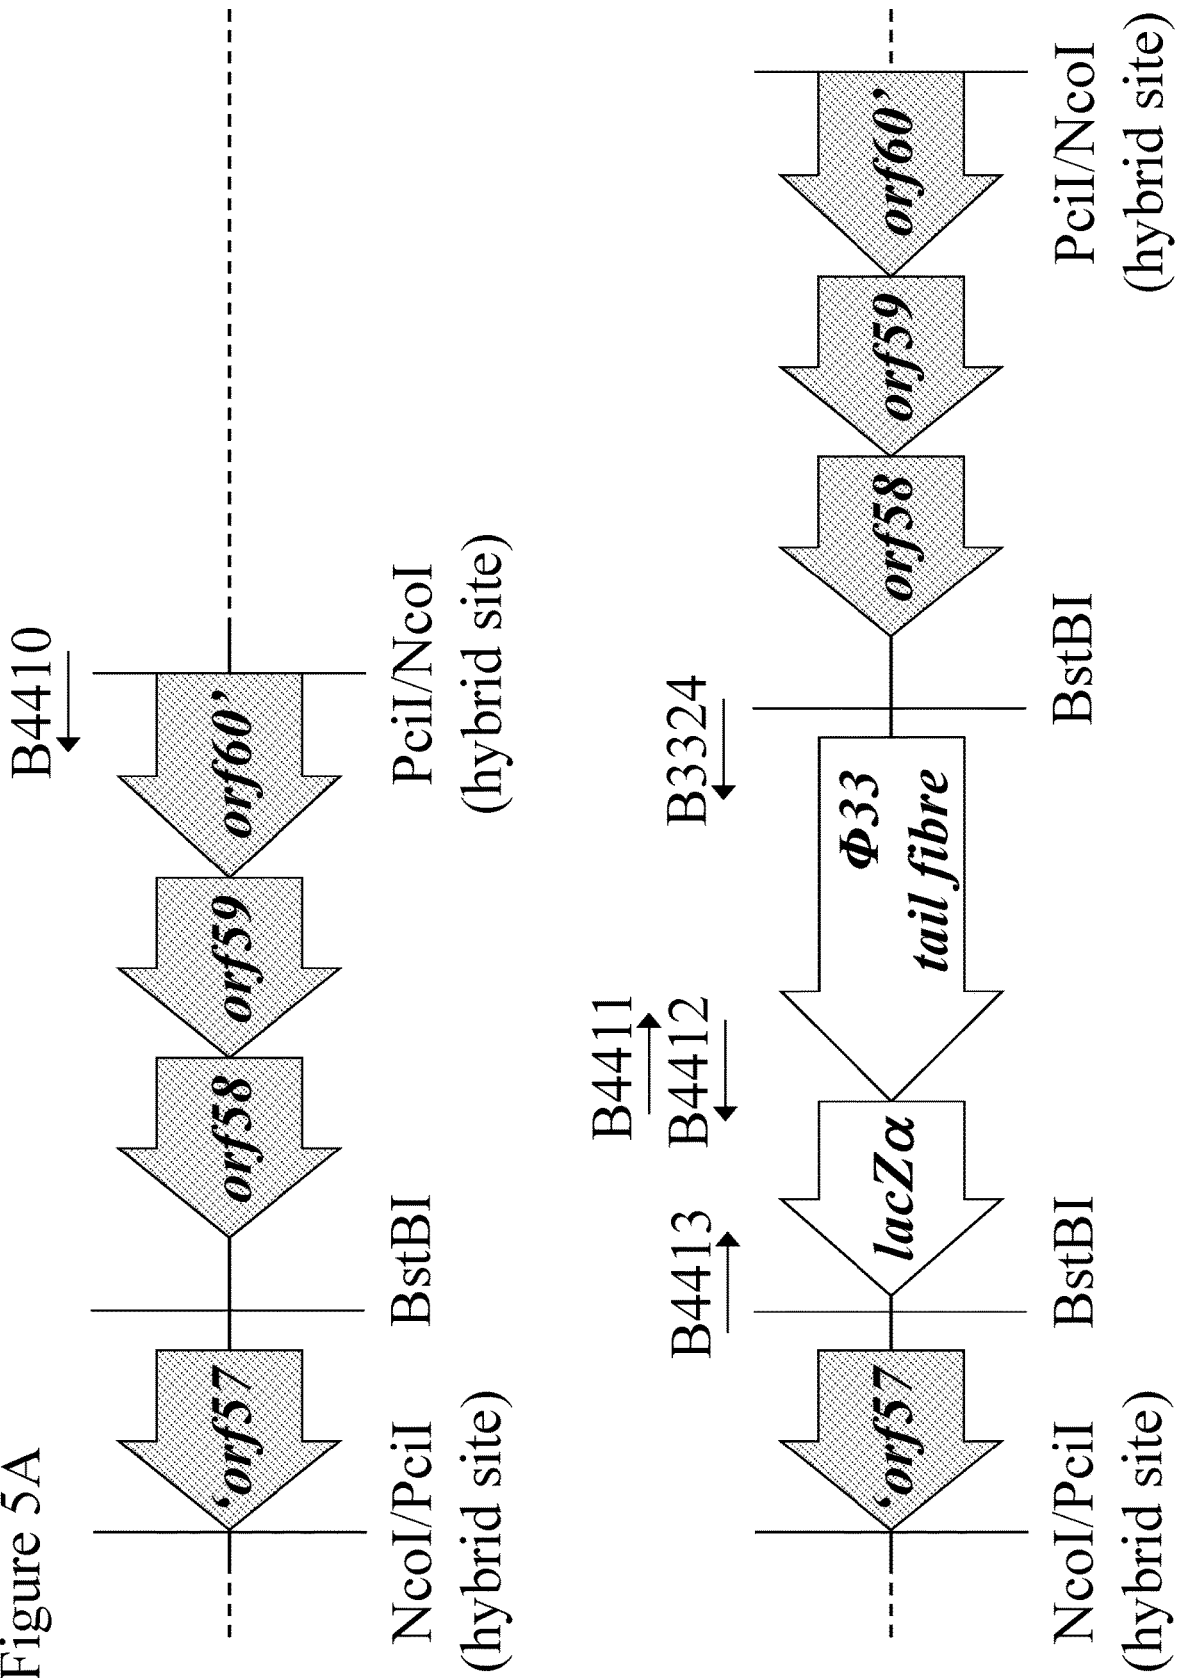 Figure 5A
B4410
‘orf57
orf58
orf59
orf60’
NcoI/PciI
(hybrid site)
BstBI
PciI/NcoI
(hybrid site)
B4411
B4413
B4412
B3324
‘orf57
lacZα
Φ33
tail fibre
orf58
orf59
orf60’
NcoI/PciI
(hybrid site)
BstBI
BstBI
PciI/NcoI
(hybrid site)